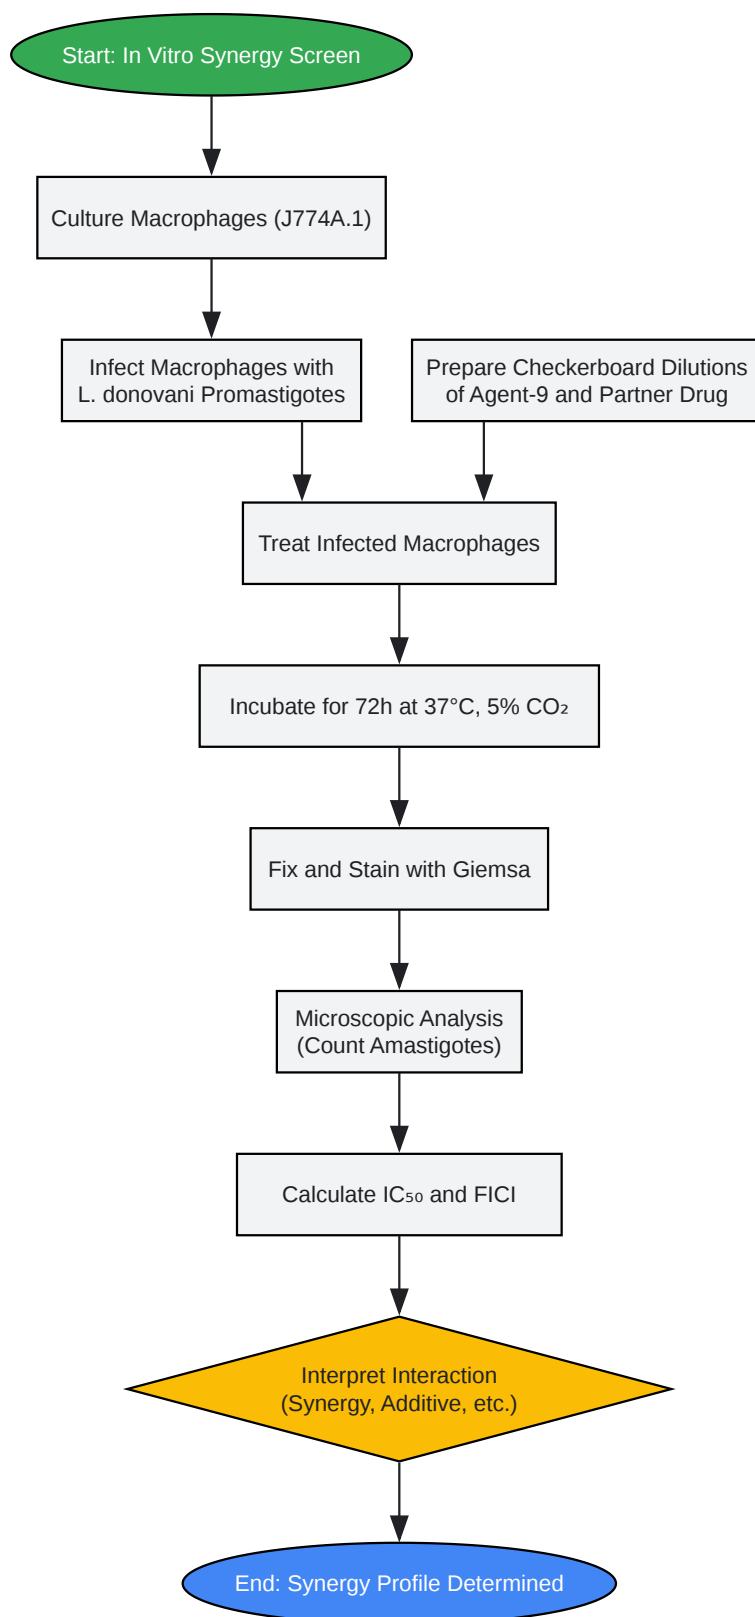 Start: In Vitro Synergy Screen
Culture Macrophages (J774A.1)
Infect Macrophages with
L. donovani Promastigotes
Prepare Checkerboard Dilutions
of Agent-9 and Partner Drug
Treat Infected Macrophages
Incubate for 72h at 37°C, 5% CO₂
Fix and Stain with Giemsa
Microscopic Analysis
(Count Amastigotes)
Calculate IC₅₀ and FICI
Interpret Interaction
(Synergy, Additive, etc.)
End: Synergy Profile Determined